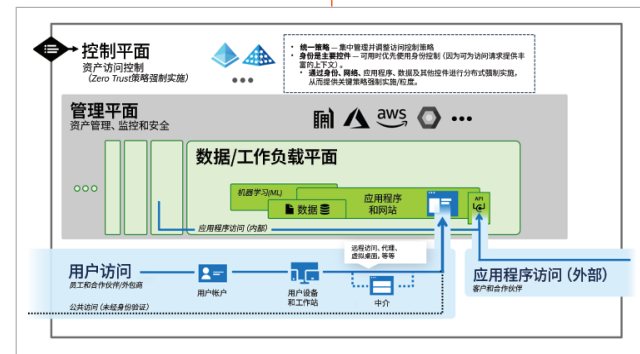 控制平面
资产访问控制
(Zero Trust策略强制实施)
• 统一策略 — 集中管理并调整访问控制策略
• 身份是主要控件 — 可用时优先使用身份控制 (因为可为访问请求提供丰
富的上下文)。
• 通过身份、网络、应用程序、数据及其他控件进行分布式强制实施,
从而提供关键策略强制实施/粒度。
管理平面
资产管理、监控和安全
aws
数据/工作负载平面
机器学习(ML)
数据
应用程序
和网站
API
应用程序访问 (内部)
远程访问、代理、
虚拟桌面,等等
用户访问
员工和合作伙伴/外包商
用户帐户
用户设备
和工作站
中介
公共访问 (未经身份验证)
应用程序访问 (外部)
客户和合作伙伴